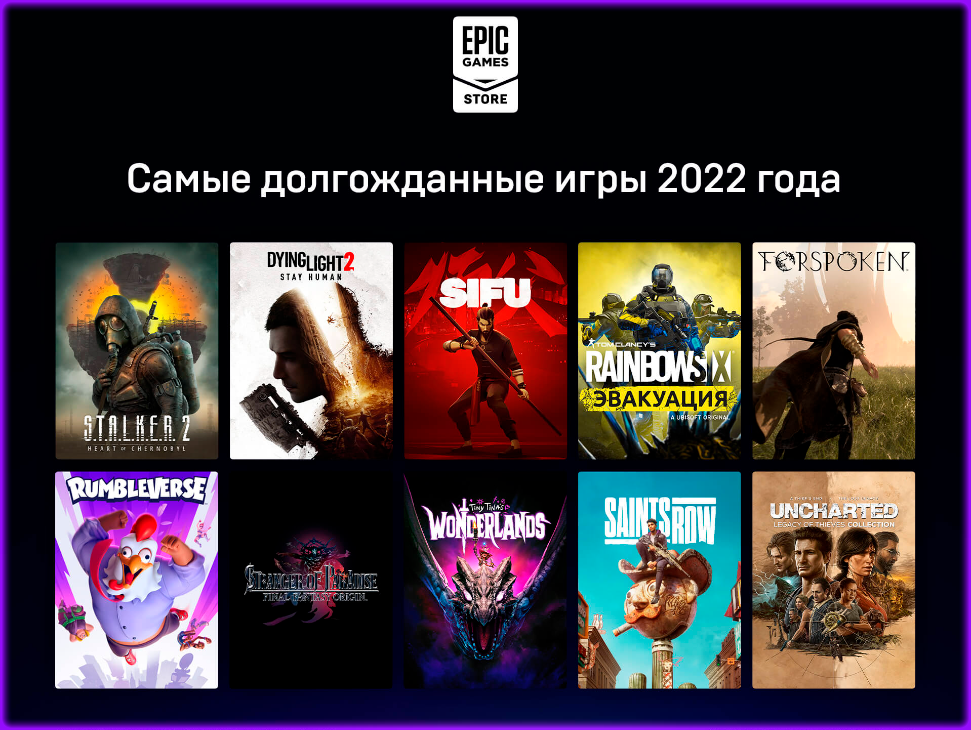 EPIC
GAMES
STORE
Самые долгожданные игры 2022 года
S.T.A.L.K.E.R. 2
HEART OF CHERNOBYL
DYING LIGHT 2
STAY HUMAN
SIFU
TOM CLANCY'S
RAINBOW SIX
ЭВАКУАЦИЯ
A UBISOFT ORIGINAL
FORSPOKEN
RUMBLEVERSE
STRANGER OF PARADISE
FINAL FANTASY ORIGIN
TINY TINA'S
WONDERLANDS
SAINTS ROW
UNCHARTED
LEGACY OF THIEVES COLLECTION